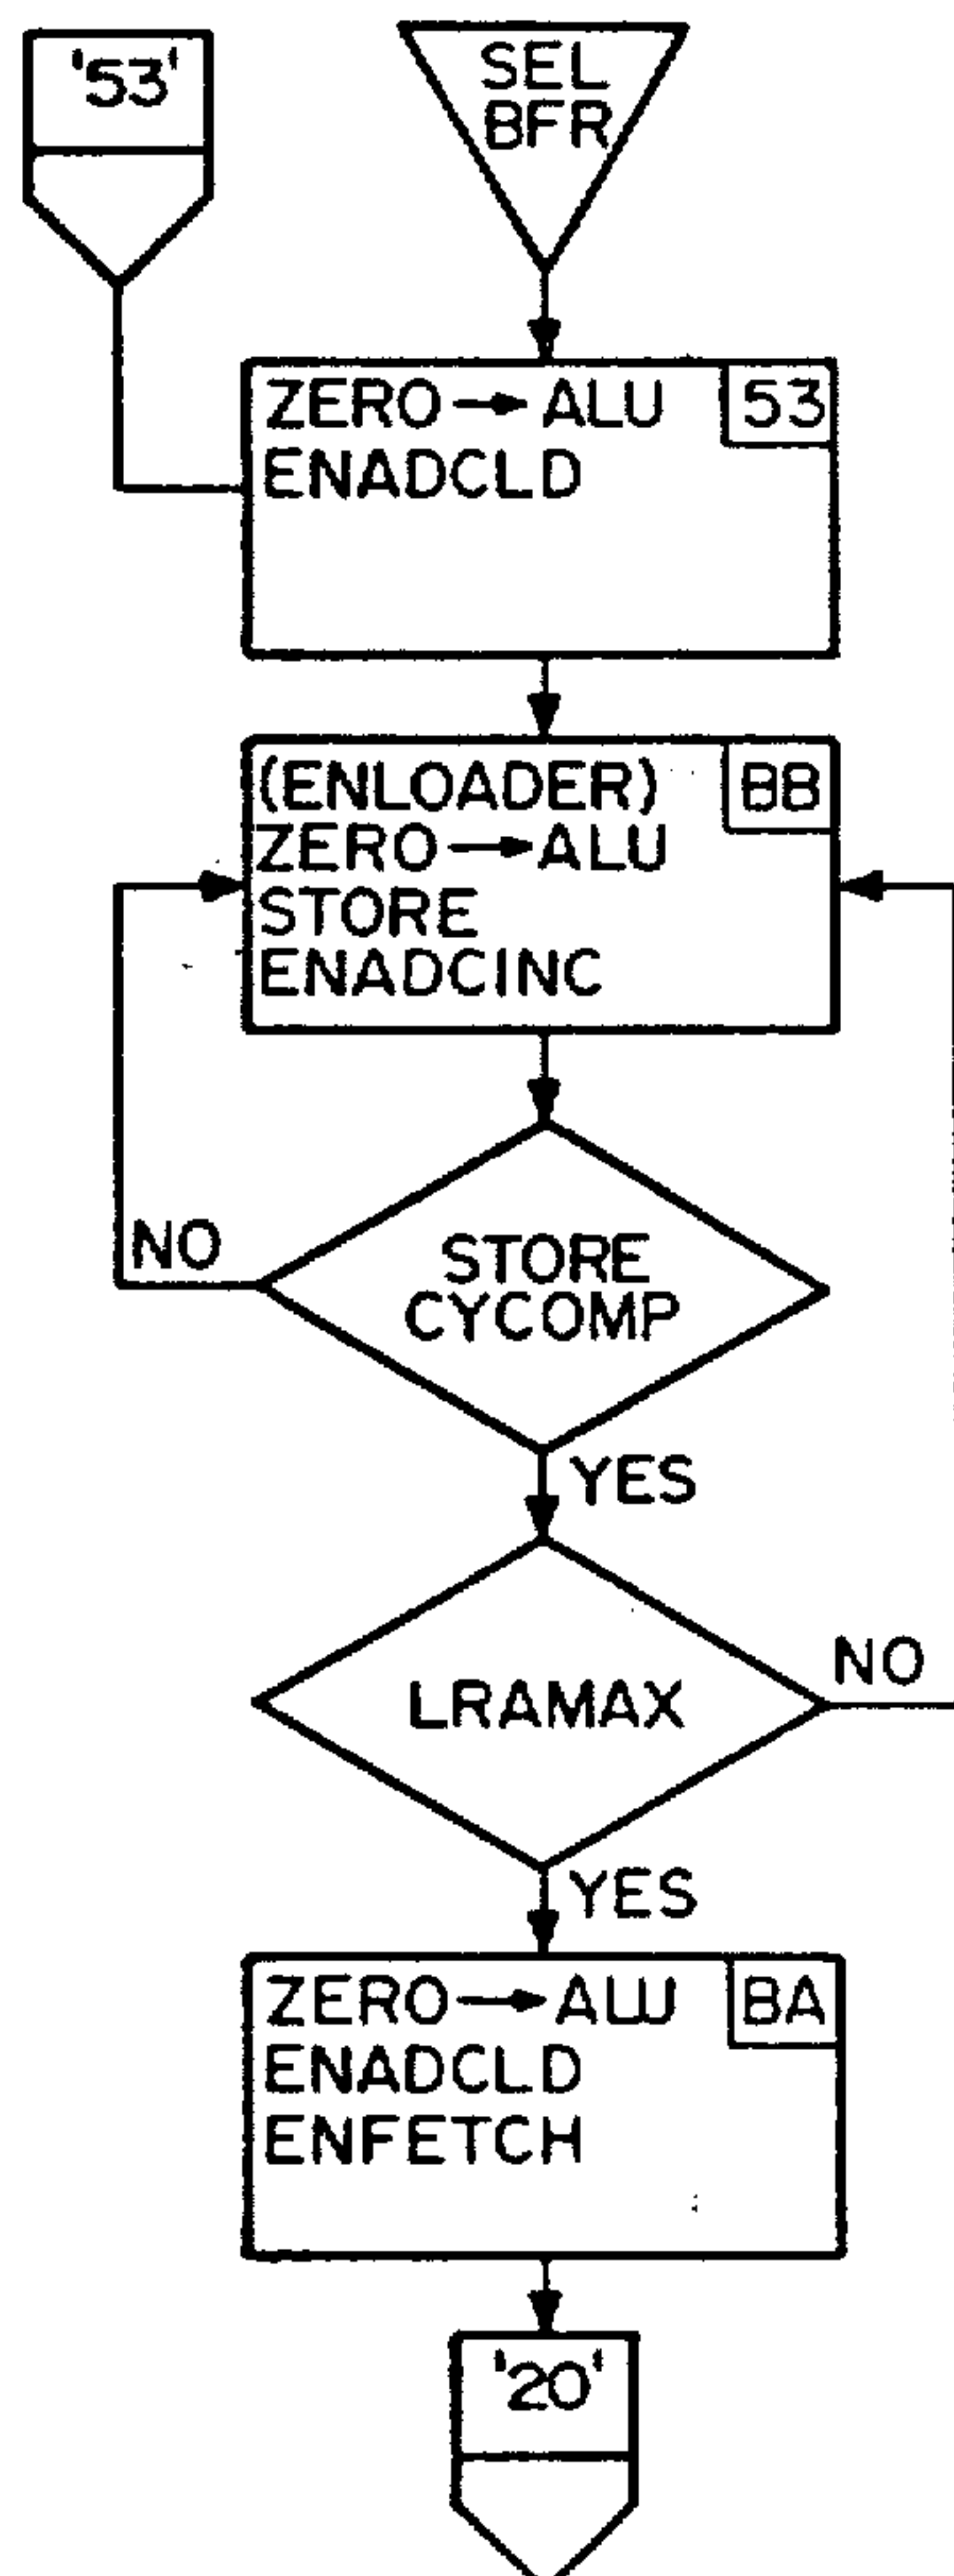 '53'
SEL
BFR
ZERO→ALU
53
ENADCLD
(ENLOADER)
BB
ZERO→ALU
STORE
ENADCINC
NO
STORE
CYCOMP
YES
LRAMAX
NO
YES
ZERO→ALU
BA
ENADCLD
ENFETCH
'20'